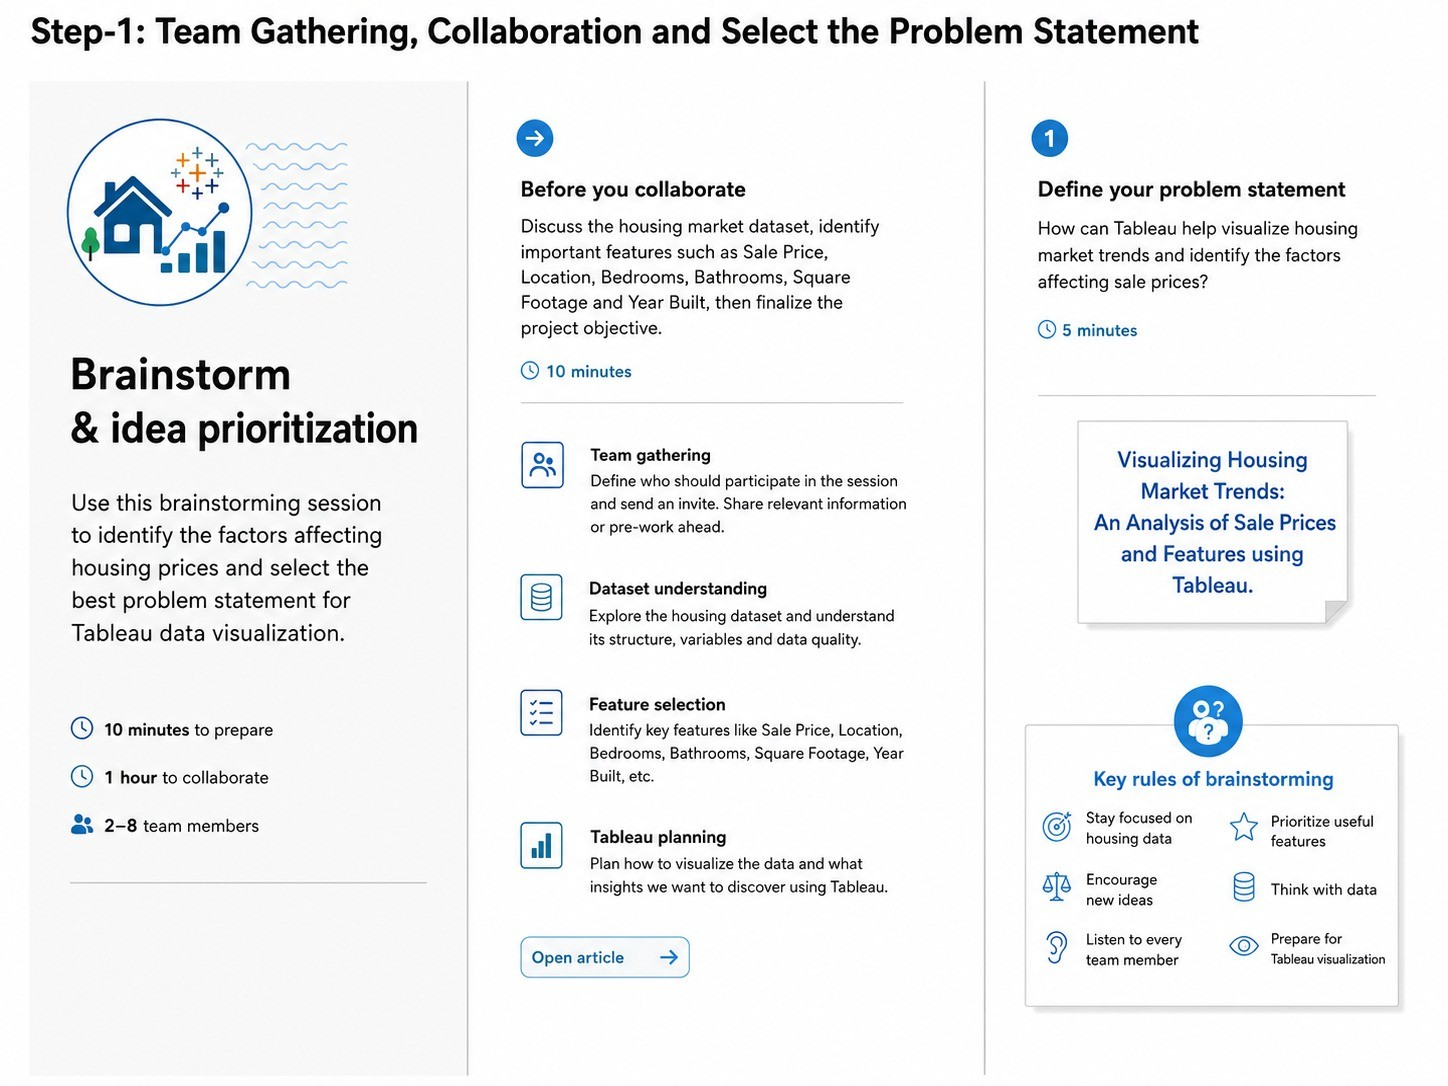 Step-1: Team Gathering, Collaboration and Select the Problem Statement
Brainstorm
& idea prioritization
Use this brainstorming session
to identify the factors affecting
housing prices and select the
best problem statement for
Tableau data visualization.
10 minutes to prepare
1 hour to collaborate
2–8 team members
Before you collaborate
Discuss the housing market dataset, identify
important features such as Sale Price,
Location, Bedrooms, Bathrooms, Square
Footage and Year Built, then finalize the
project objective.
10 minutes
Team gathering
Define who should participate in the session
and send an invite. Share relevant information
or pre-work ahead.
Dataset understanding
Explore the housing dataset and understand
its structure, variables and data quality.
Feature selection
Identify key features like Sale Price, Location,
Bedrooms, Bathrooms, Square Footage, Year
Built, etc.
Tableau planning
Plan how to visualize the data and what
insights we want to discover using Tableau.
Open article
1
Define your problem statement
How can Tableau help visualize housing
market trends and identify the factors
affecting sale prices?
5 minutes
Visualizing Housing
Market Trends:
An Analysis of Sale Prices
and Features using
Tableau.
? ?
Key rules of brainstorming
Stay focused on
housing data
Prioritize useful
features
Encourage
new ideas
Think with data
Listen to every
team member
Prepare for
Tableau visualization